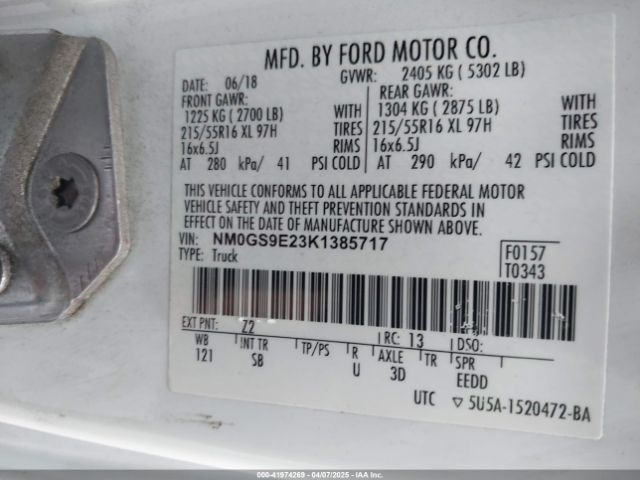 MFD. BY FORD MOTOR CO.
DATE: 06/18 GVWR: 2405 KG ( 5302 LB)
FRONT GAWR: REAR GAWR:
1225 KG ( 2700 LB) WITH 1304 KG ( 2875 LB) WITH
215/55R16 XL 97H TIRES 215/55R16 XL 97H TIRES
16x6.5J RIMS 16x6.5J RIMS
AT 280 kPa/ 41 PSI COLD AT 290 kPa/ 42 PSI COLD
THIS VEHICLE CONFORMS TO ALL APPLICABLE FEDERAL MOTOR
VEHICLE SAFETY AND THEFT PREVENTION STANDARDS IN
EFFECT ON THE DATE OF MANUFACTURE SHOWN ABOVE.
VIN: NM0GS9E23K1385717 F0157
TYPE: Truck T0343
EXT PNT: Z2 RC: 13 DSO:
WB INT TR TP/PS R AXLE TR SPR
121 SB U 3D EEDD
UTC ▽ 5U5A-1520472-BA
000-41974269 - 04/07/2025 - IAAI.COM